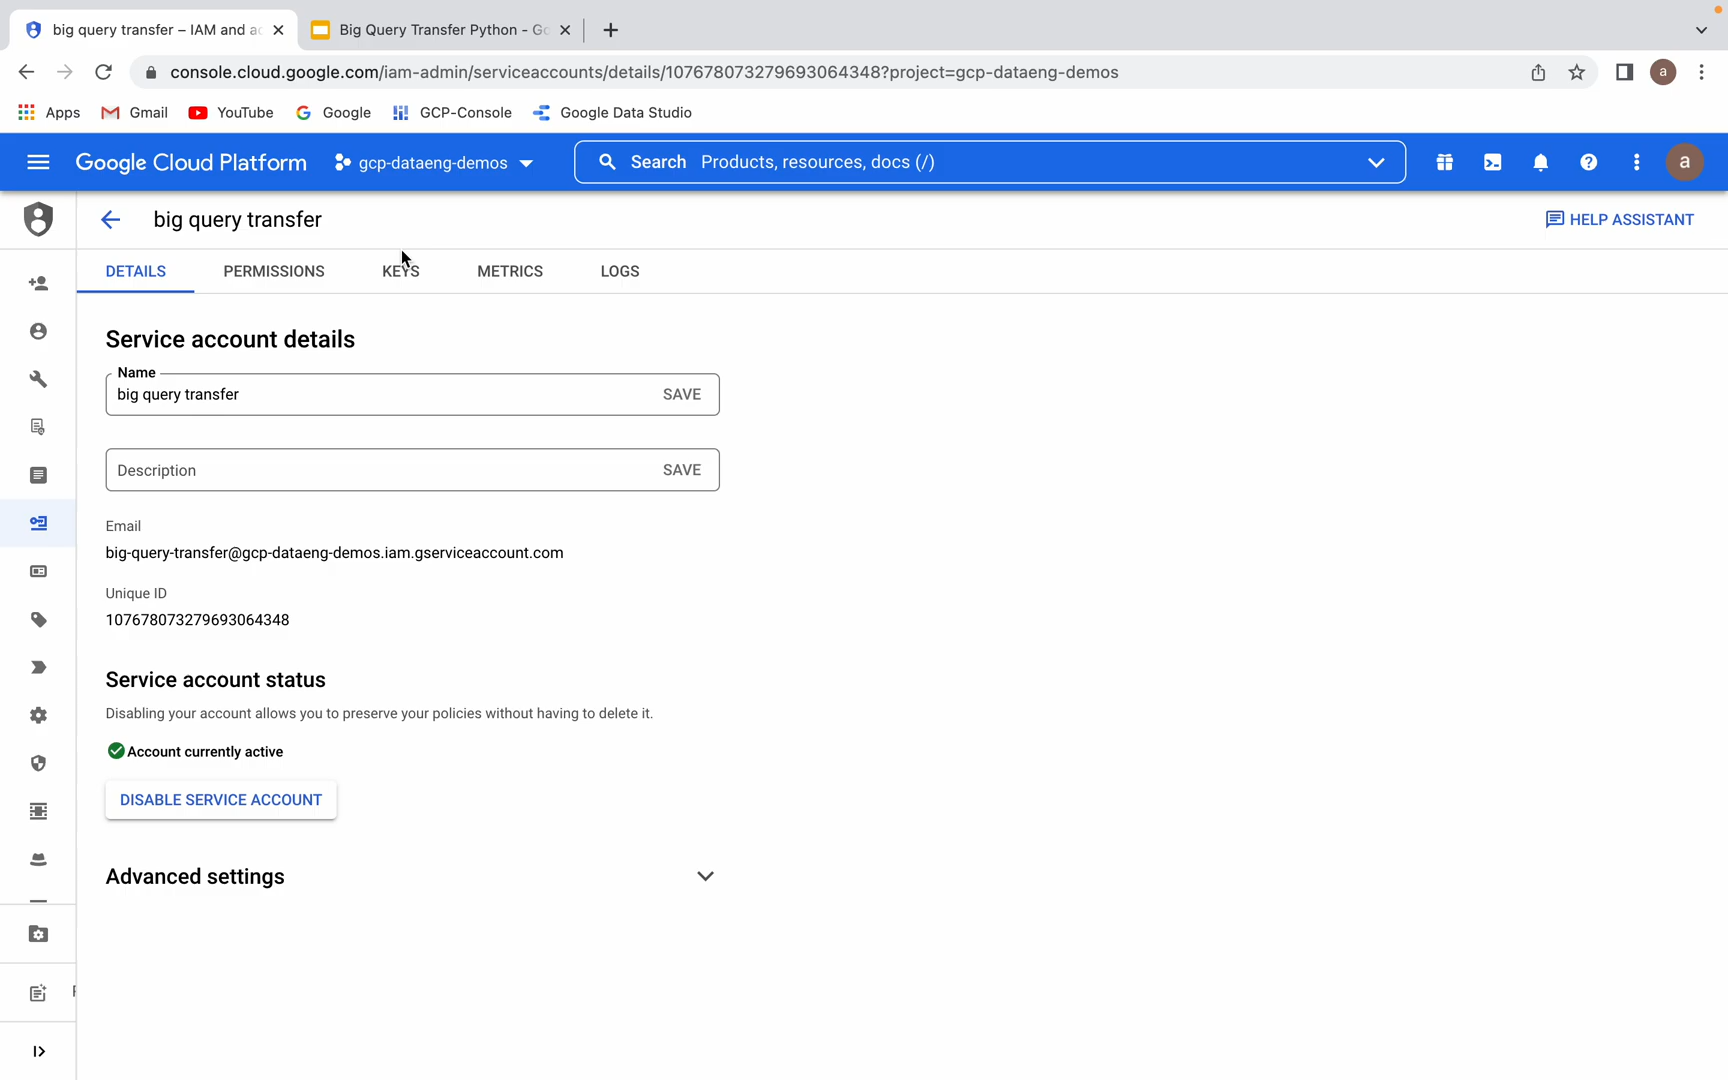 big query transfer – IAM and a
Big Query Transfer Python - G
console.cloud.google.com/iam-admin/serviceaccounts/details/107678073279693064348?project=gcp-dataeng-demos
a
Apps
Gmail
YouTube
Google
GCP-Console
Google Data Studio
Google Cloud Platform
gcp-dataeng-demos
Search Products, resources, docs (/)
a
big query transfer
HELP ASSISTANT
DETAILS
PERMISSIONS
KEYS
METRICS
LOGS
Service account details
Name
big query transfer
SAVE
Description
SAVE
Email
big-query-transfer@gcp-dataeng-demos.iam.gserviceaccount.com
Unique ID
107678073279693064348
Service account status
Disabling your account allows you to preserve your policies without having to delete it.
Account currently active
DISABLE SERVICE ACCOUNT
Advanced settings